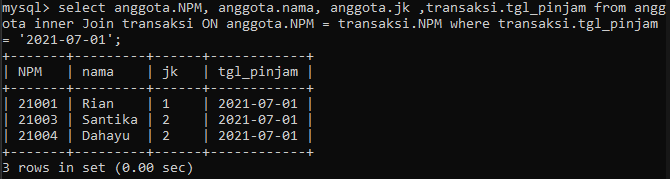 mysql> select anggota.NPM, anggota.nama, anggota.jk ,transaksi.tgl_pinjam from angg
ota inner Join transaksi ON anggota.NPM = transaksi.NPM where transaksi.tgl_pinjam
= '2021-07-01';
+-------+---------+------+------------+
| NPM   | nama    | jk   | tgl_pinjam |
+-------+---------+------+------------+
| 21001 | Rian    | 1    | 2021-07-01 |
| 21003 | Santika | 2    | 2021-07-01 |
| 21004 | Dahayu  | 2    | 2021-07-01 |
+-------+---------+------+------------+
3 rows in set (0.00 sec)